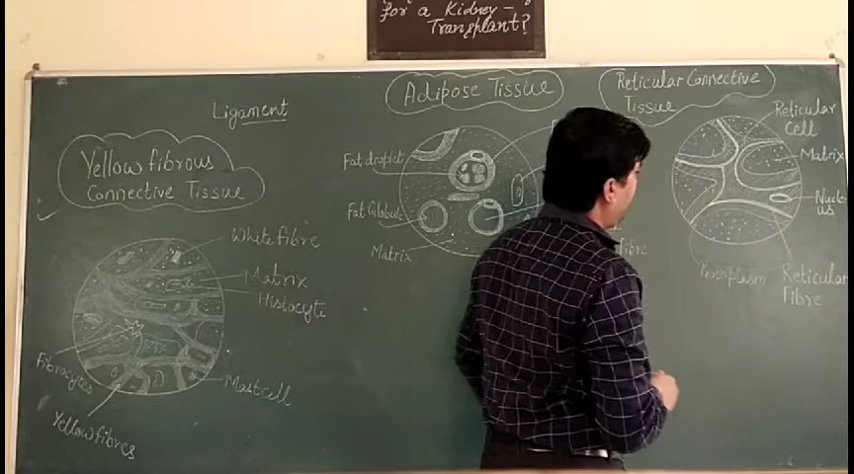 for a Kidney -
Transplant?
Ligament
Yellow fibrous
Connective Tissue
White fibre
Matrix
Histiocyte
Fibrocytes
Mastcell
Yellow fibres
Adipose Tissue
Fat droplet
Fat Globule
Matrix
Fibre
Reticular Connective
Tissue
Reticular
Cell
Matrix
Nucle-
us
Reticular
Fibre